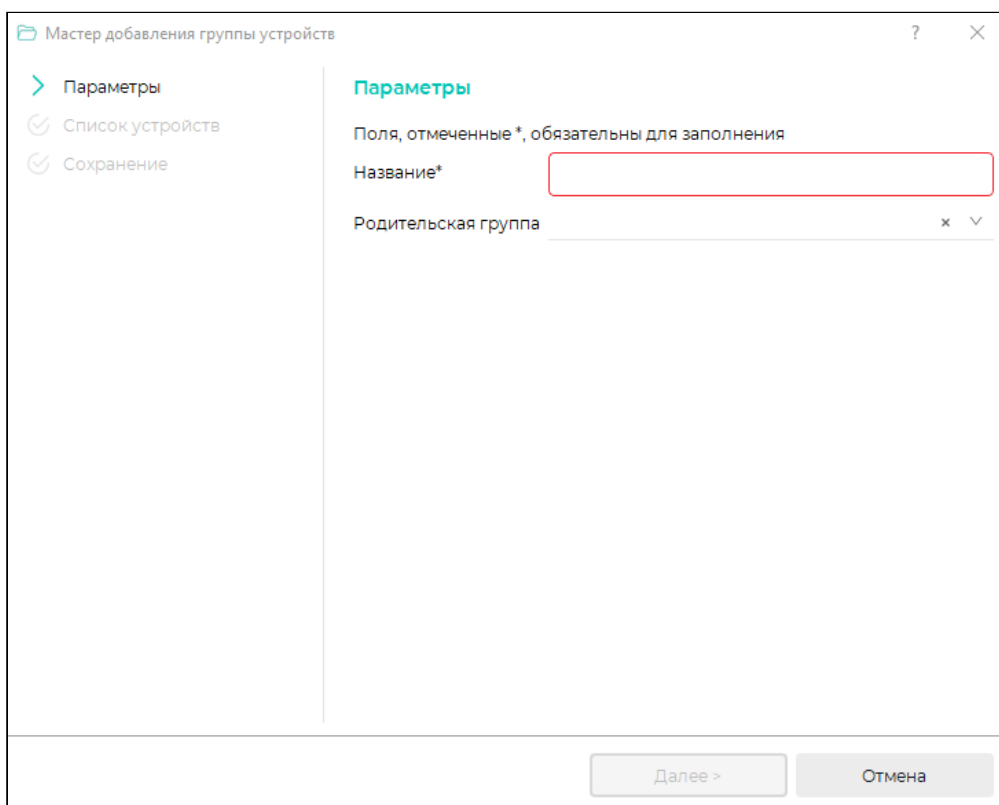 Мастер добавления группы устройств
?
Параметры
Список устройств
Сохранение
Параметры
Поля, отмеченные *, обязательны для заполнения
Название*
Родительская группа
Далее >
Отмена